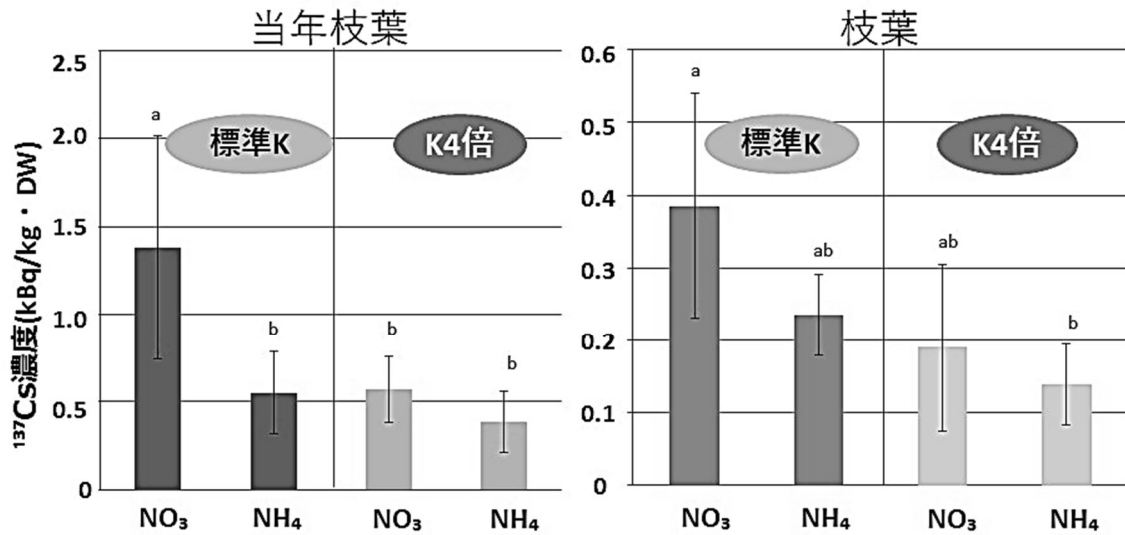 当年枝葉
¹³⁷Cs濃度(kBq/kg・DW)
2.5
2.0
1.5
1.0
0.5
0
標準K
K4倍
a
b
b
b
NO₃
NH₄
NO₃
NH₄
枝葉
0.6
0.5
0.4
0.3
0.2
0.1
0
標準K
K4倍
a
ab
ab
b
NO₃
NH₄
NO₃
NH₄